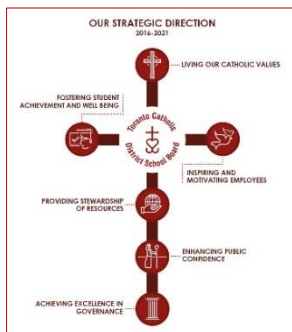 OUR STRATEGIC DIRECTION
2016-2021
LIVING OUR CATHOLIC VALUES
FOSTERING STUDENT
ACHIEVEMENT AND WELL BEING
Toronto Catholic
District School Board
INSPIRING AND
MOTIVATING EMPLOYEES
PROVIDING STEWARDSHIP
OF RESOURCES
ENHANCING PUBLIC
CONFIDENCE
ACHIEVING EXCELLENCE IN
GOVERNANCE